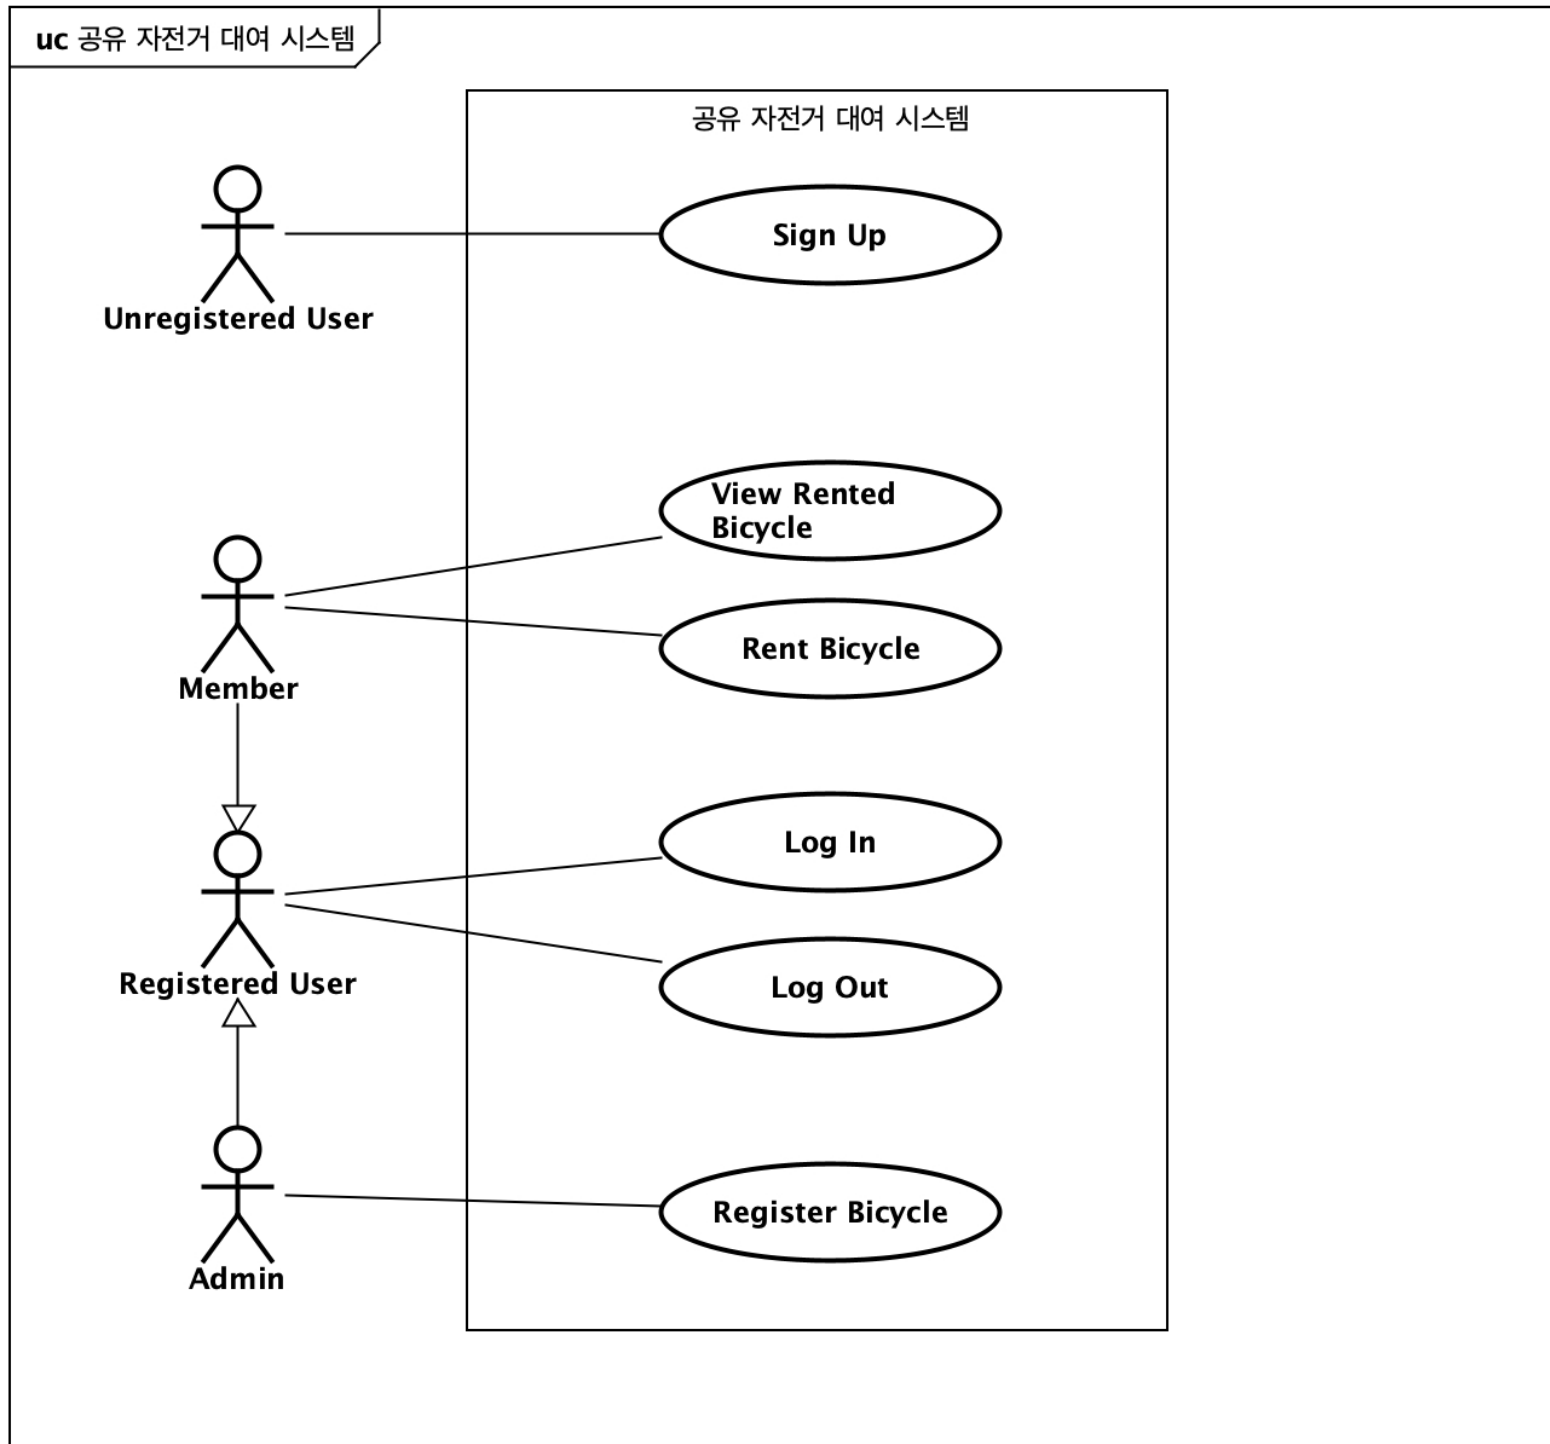 uc 공유 자전거 대여 시스템
공유 자전거 대여 시스템
Sign Up
Unregistered User
View Rented
Bicycle
Rent Bicycle
Member
Log In
Registered User
Log Out
Register Bicycle
Admin